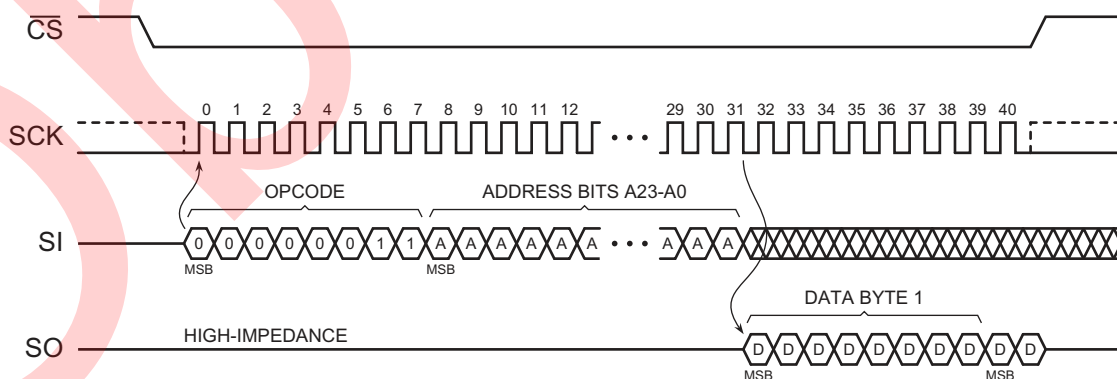 CS
0 1 2 3 4 5 6 7 8 9 10 11 12 29 30 31 32 33 34 35 36 37 38 39 40
SCK
OPCODE ADDRESS BITS A23-A0
SI 0 0 0 0 0 0 1 1 A A A A A A A A A
MSB MSB
DATA BYTE 1
HIGH-IMPEDANCE
SO D D D D D D D D D D
MSB MSB